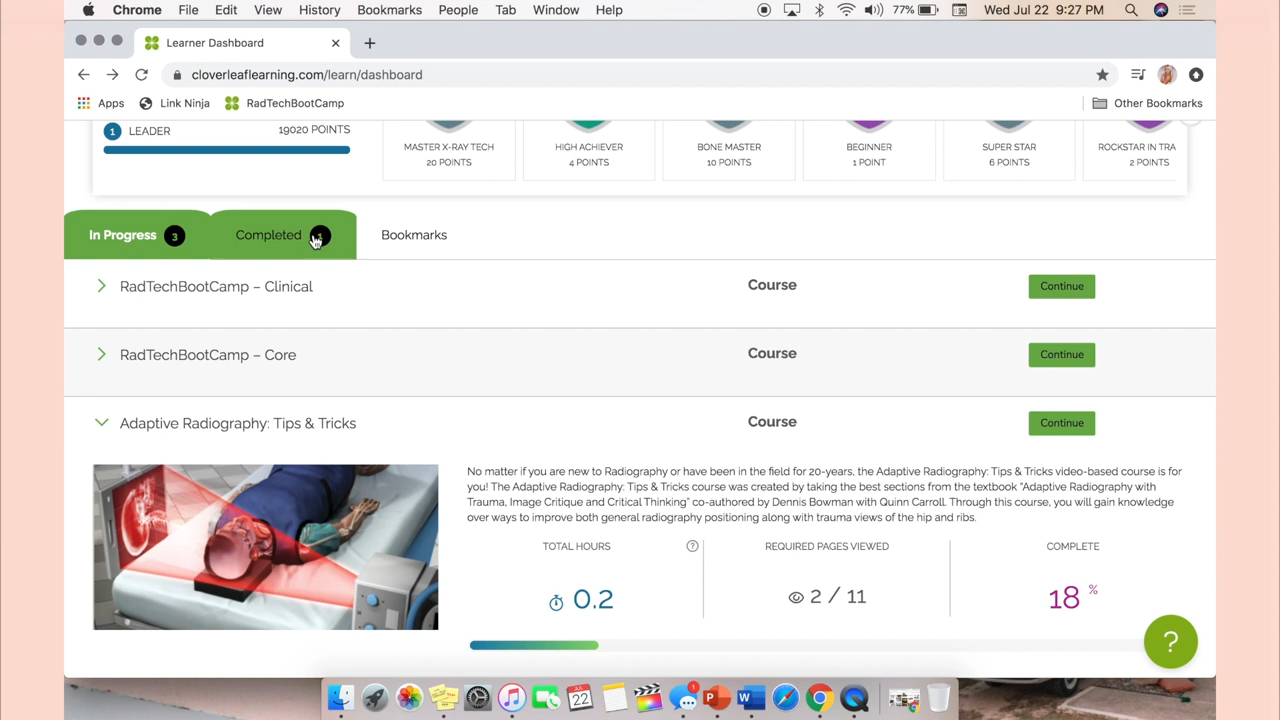 Chrome File Edit View History Bookmarks People Tab Window Help 77% Wed Jul 22 9:27 PM
Learner Dashboard
cloverleaflearning.com/learn/dashboard
Apps Link Ninja RadTechBootCamp Other Bookmarks
1 LEADER 19020 POINTS
MASTER X-RAY TECH HIGH ACHIEVER BONE MASTER BEGINNER SUPER STAR ROCKSTAR IN TRA
20 POINTS 4 POINTS 10 POINTS 1 POINT 6 POINTS 2 POINTS
In Progress 3 Completed Bookmarks
RadTechBootCamp – Clinical Course Continue
RadTechBootCamp – Core Course Continue
Adaptive Radiography: Tips & Tricks Course Continue
No matter if you are new to Radiography or have been in the field for 20-years, the Adaptive Radiography: Tips & Tricks video-based course is for
you! The Adaptive Radiography: Tips & Tricks course was created by taking the best sections from the textbook "Adaptive Radiography with
Trauma, Image Critique and Critical Thinking" co-authored by Dennis Bowman with Quinn Carroll. Through this course, you will gain knowledge
over ways to improve both general radiography positioning along with trauma views of the hip and ribs.
TOTAL HOURS ? REQUIRED PAGES VIEWED COMPLETE
0.2 2 / 11 18 %
?
JUL
22 1